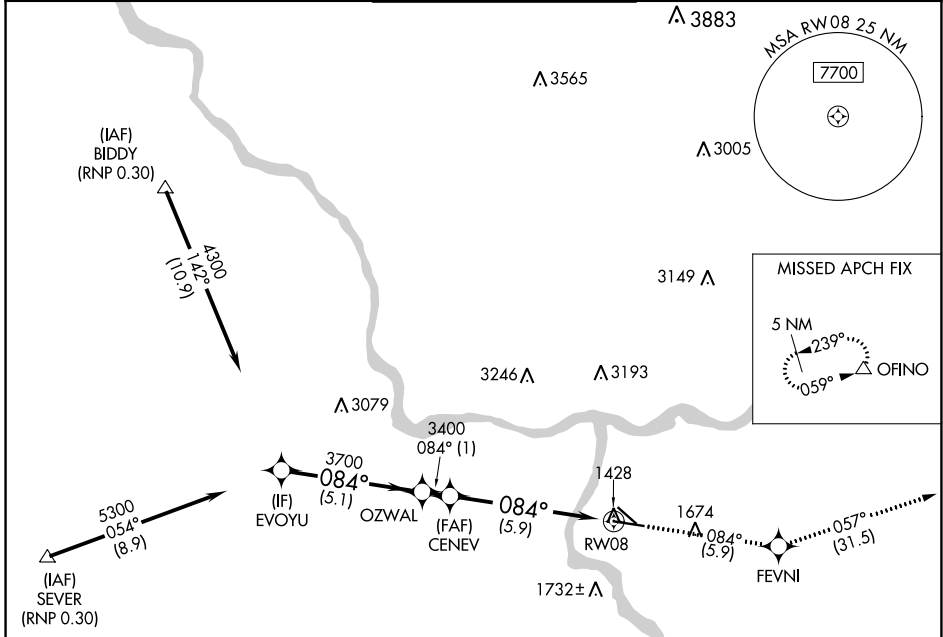 3883
MSA RW08 25 NM
7700
3565
(IAF)
BIDDY
(RNP 0.30)
3005
4300
142°
(10.9)
3149
MISSED APCH FIX
5 NM
239°
059°
OFINO
3246
3193
3079
3400
084° (1)
3700
084°
(5.1)
1428
(IF)
EVOYU
OZWAL
(FAF)
CENEV
084°
(5.9)
RW08
1674
084°
(5.9)
057°
(31.5)
FEVNI
5300
054°
(8.9)
(IAF)
SEVER
(RNP 0.30)
1732±